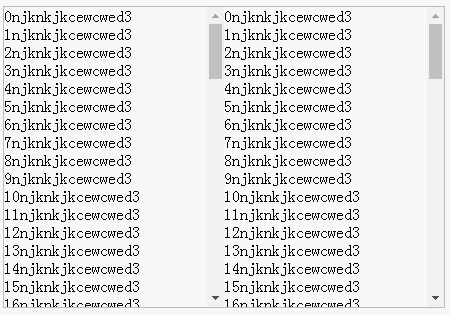 0njknkjkcewcwed3
1njknkjkcewcwed3
2njknkjkcewcwed3
3njknkjkcewcwed3
4njknkjkcewcwed3
5njknkjkcewcwed3
6njknkjkcewcwed3
7njknkjkcewcwed3
8njknkjkcewcwed3
9njknkjkcewcwed3
10njknkjkcewcwed3
11njknkjkcewcwed3
12njknkjkcewcwed3
13njknkjkcewcwed3
14njknkjkcewcwed3
15njknkjkcewcwed3
16njknkjkcewcwed3
0njknkjkcewcwed3
1njknkjkcewcwed3
2njknkjkcewcwed3
3njknkjkcewcwed3
4njknkjkcewcwed3
5njknkjkcewcwed3
6njknkjkcewcwed3
7njknkjkcewcwed3
8njknkjkcewcwed3
9njknkjkcewcwed3
10njknkjkcewcwed3
11njknkjkcewcwed3
12njknkjkcewcwed3
13njknkjkcewcwed3
14njknkjkcewcwed3
15njknkjkcewcwed3
16njknkjkcewcwed3